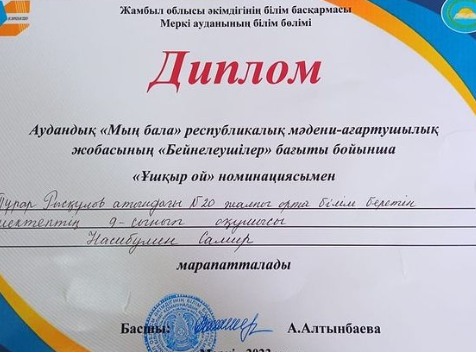 Жамбыл облысы әкімдігінің білім басқармасы
Меркі ауданының білім бөлімі
Диплом
Аудандық «Мың бала» республикалық мәдени-ағартушылық
жобасының «Бейнелеушілер» бағыты бойынша
«Ұшқыр ой» номинациясымен
Тұрар Рысқұлов атындағы №20 жалпы орта білім беретін
мектептің 9-сынып оқушысы
Насибулин Самир
марапатталады
Басшы: А.Алтынбаева